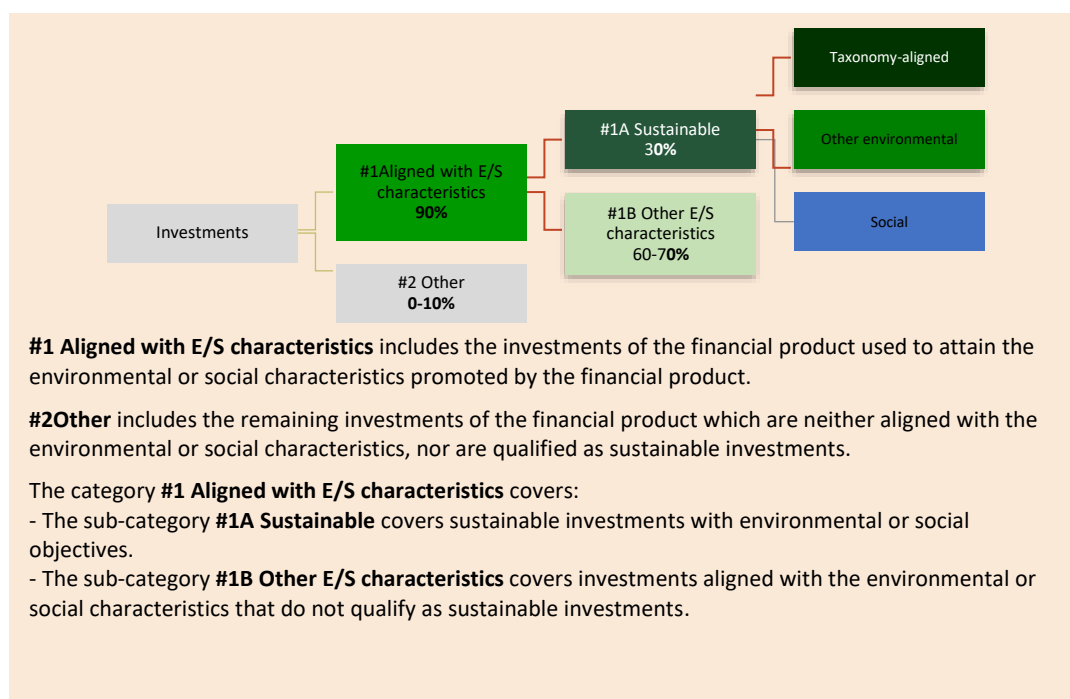 Taxonomy-aligned
#1A Sustainable
30%
Other environmental
#1Aligned with E/S
characteristics
90%
#1B Other E/S
characteristics
60-70%
Social
Investments
#2 Other
0-10%
#1 Aligned with E/S characteristics includes the investments of the financial product used to attain the
environmental or social characteristics promoted by the financial product.
#2Other includes the remaining investments of the financial product which are neither aligned with the
environmental or social characteristics, nor are qualified as sustainable investments.
The category #1 Aligned with E/S characteristics covers:
- The sub-category #1A Sustainable covers sustainable investments with environmental or social
objectives.
- The sub-category #1B Other E/S characteristics covers investments aligned with the environmental or
social characteristics that do not qualify as sustainable investments.